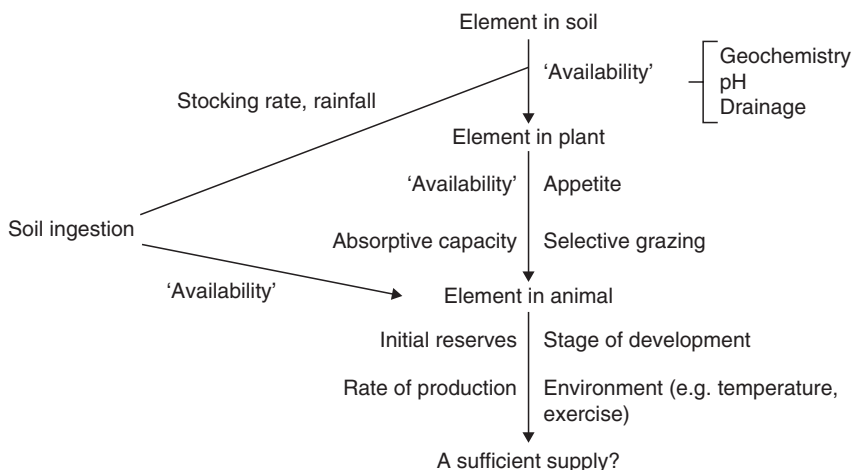 Element in soil
'Availability'
Geochemistry
pH
Drainage
Stocking rate, rainfall
Element in plant
'Availability' Appetite
Soil ingestion
Absorptive capacity Selective grazing
'Availability'
Element in animal
Initial reserves Stage of development
Rate of production Environment (e.g. temperature,
exercise)
A sufficient supply?